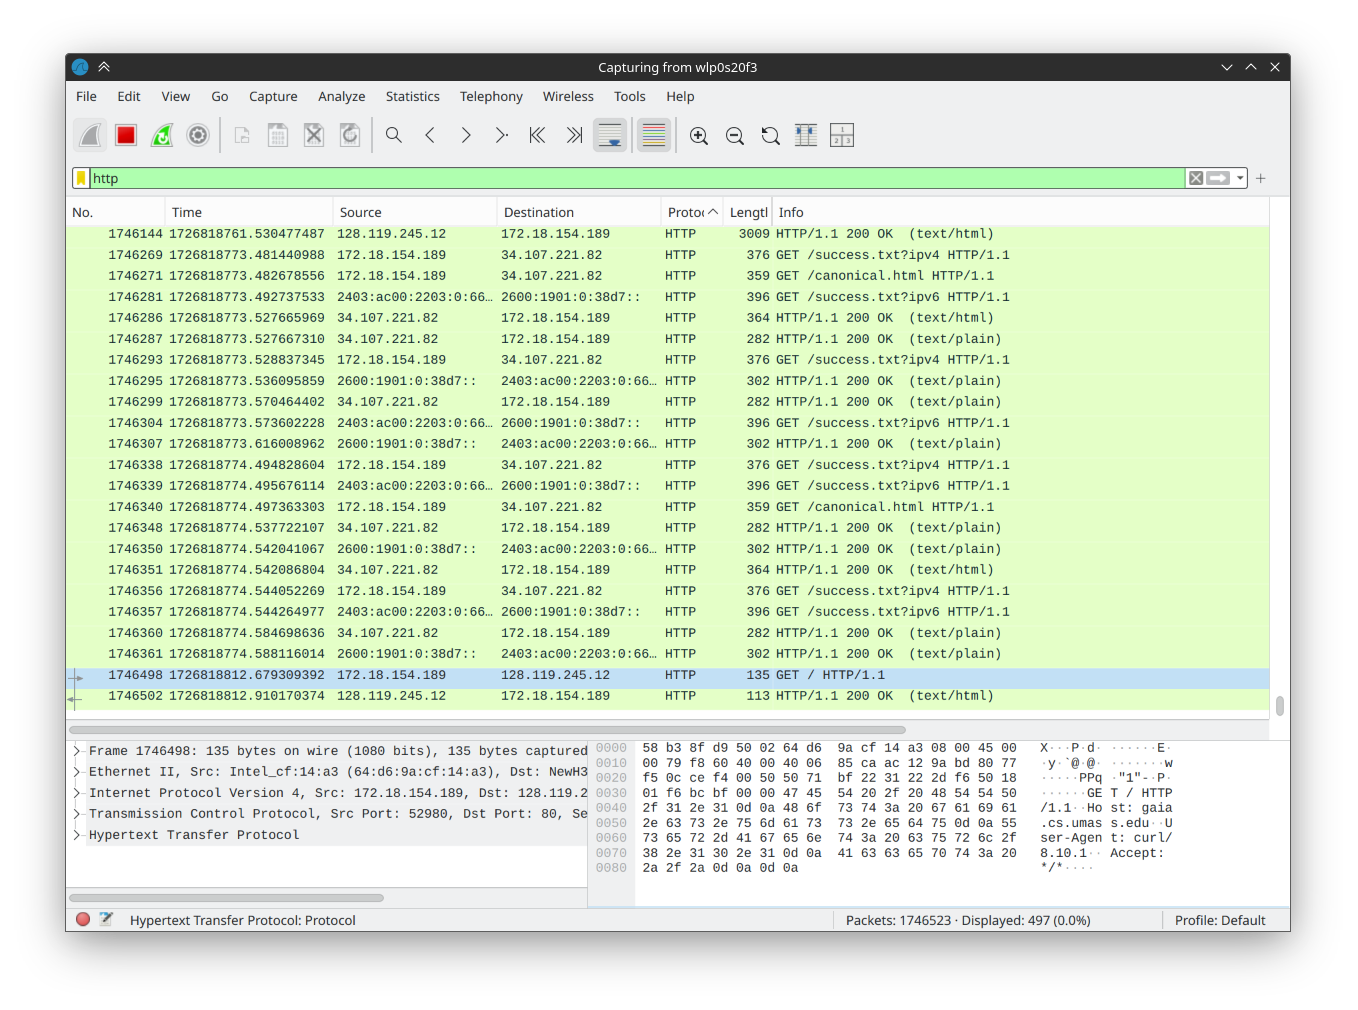 Capturing from wlp0s20f3
File Edit View Go Capture Analyze Statistics Telephony Wireless Tools Help
http
No. Time Source Destination Protoc Lengtl Info
1746144 1726818761.530477487 128.119.245.12 172.18.154.189 HTTP 3009 HTTP/1.1 200 OK (text/html)
1746269 1726818773.481440988 172.18.154.189 34.107.221.82 HTTP 376 GET /success.txt?ipv4 HTTP/1.1
1746271 1726818773.482678556 172.18.154.189 34.107.221.82 HTTP 359 GET /canonical.html HTTP/1.1
1746281 1726818773.492737533 2403:ac00:2203:0:66… 2600:1901:0:38d7:: HTTP 396 GET /success.txt?ipv6 HTTP/1.1
1746286 1726818773.527665969 34.107.221.82 172.18.154.189 HTTP 364 HTTP/1.1 200 OK (text/html)
1746287 1726818773.527667310 34.107.221.82 172.18.154.189 HTTP 282 HTTP/1.1 200 OK (text/plain)
1746293 1726818773.528837345 172.18.154.189 34.107.221.82 HTTP 376 GET /success.txt?ipv4 HTTP/1.1
1746295 1726818773.536095859 2600:1901:0:38d7:: 2403:ac00:2203:0:66… HTTP 302 HTTP/1.1 200 OK (text/plain)
1746299 1726818773.570464402 34.107.221.82 172.18.154.189 HTTP 282 HTTP/1.1 200 OK (text/plain)
1746304 1726818773.573602228 2403:ac00:2203:0:66… 2600:1901:0:38d7:: HTTP 396 GET /success.txt?ipv6 HTTP/1.1
1746307 1726818773.616008962 2600:1901:0:38d7:: 2403:ac00:2203:0:66… HTTP 302 HTTP/1.1 200 OK (text/plain)
1746338 1726818774.494828604 172.18.154.189 34.107.221.82 HTTP 376 GET /success.txt?ipv4 HTTP/1.1
1746339 1726818774.495676114 2403:ac00:2203:0:66… 2600:1901:0:38d7:: HTTP 396 GET /success.txt?ipv6 HTTP/1.1
1746340 1726818774.497363303 172.18.154.189 34.107.221.82 HTTP 359 GET /canonical.html HTTP/1.1
1746348 1726818774.537722107 34.107.221.82 172.18.154.189 HTTP 282 HTTP/1.1 200 OK (text/plain)
1746350 1726818774.542041067 2600:1901:0:38d7:: 2403:ac00:2203:0:66… HTTP 302 HTTP/1.1 200 OK (text/plain)
1746351 1726818774.542086804 34.107.221.82 172.18.154.189 HTTP 364 HTTP/1.1 200 OK (text/html)
1746356 1726818774.544052269 172.18.154.189 34.107.221.82 HTTP 376 GET /success.txt?ipv4 HTTP/1.1
1746357 1726818774.544264977 2403:ac00:2203:0:66… 2600:1901:0:38d7:: HTTP 396 GET /success.txt?ipv6 HTTP/1.1
1746360 1726818774.584698636 34.107.221.82 172.18.154.189 HTTP 282 HTTP/1.1 200 OK (text/plain)
1746361 1726818774.588116014 2600:1901:0:38d7:: 2403:ac00:2203:0:66… HTTP 302 HTTP/1.1 200 OK (text/plain)
1746498 1726818812.679309392 172.18.154.189 128.119.245.12 HTTP 135 GET / HTTP/1.1
1746502 1726818812.910170374 128.119.245.12 172.18.154.189 HTTP 113 HTTP/1.1 200 OK (text/html)
Frame 1746498: 135 bytes on wire (1080 bits), 135 bytes captured
Ethernet II, Src: Intel_cf:14:a3 (64:d6:9a:cf:14:a3), Dst: NewH3
Internet Protocol Version 4, Src: 172.18.154.189, Dst: 128.119.2
Transmission Control Protocol, Src Port: 52980, Dst Port: 80, Se
Hypertext Transfer Protocol
0000 58 b3 8f d9 50 02 64 d6 9a cf 14 a3 08 00 45 00 X···P·d· ······E·
0010 00 79 f8 60 40 00 40 06 85 ca ac 12 9a bd 80 77 ·y·`@·@· ·······w
0020 f5 0c ce f4 00 50 50 71 bf 22 31 22 2d f6 50 18 ·····PPq ·"1"-·P·
0030 01 f6 bc bf 00 00 47 45 54 20 2f 20 48 54 54 50 ······GE T / HTTP
0040 2f 31 2e 31 0d 0a 48 6f 73 74 3a 20 67 61 69 61 /1.1··Ho st: gaia
0050 2e 63 73 2e 75 6d 61 73 73 2e 65 64 75 0d 0a 55 .cs.umas s.edu··U
0060 73 65 72 2d 41 67 65 6e 74 3a 20 63 75 72 6c 2f ser-Agen t: curl/
0070 38 2e 31 30 2e 31 0d 0a 41 63 63 65 70 74 3a 20 8.10.1·· Accept:
0080 2a 2f 2a 0d 0a 0d 0a */*····
Hypertext Transfer Protocol: Protocol
Packets: 1746523 · Displayed: 497 (0.0%)
Profile: Default